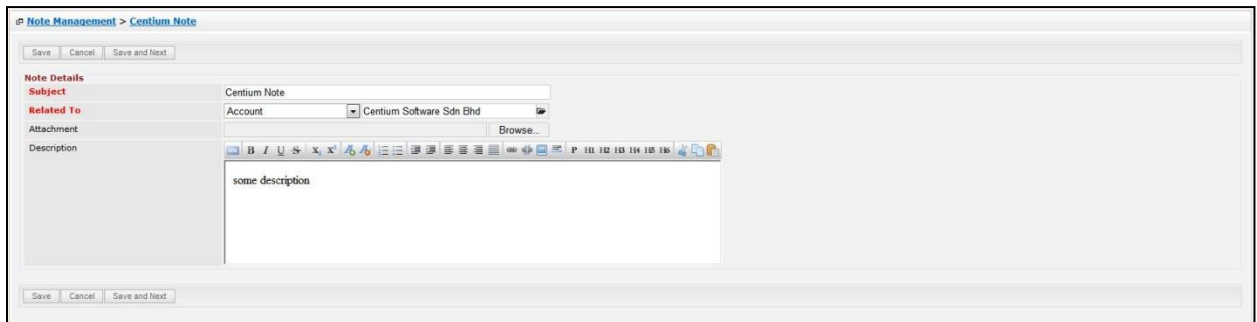 Note Management > Centium Note
Save Cancel Save and Next
Note Details
Subject Centium Note
Related To Account Centium Software Sdn Bhd
Attachment Browse...
Description B I U S X, X² P H1 H2 H3 H4 H5 H6
some description
Save Cancel Save and Next